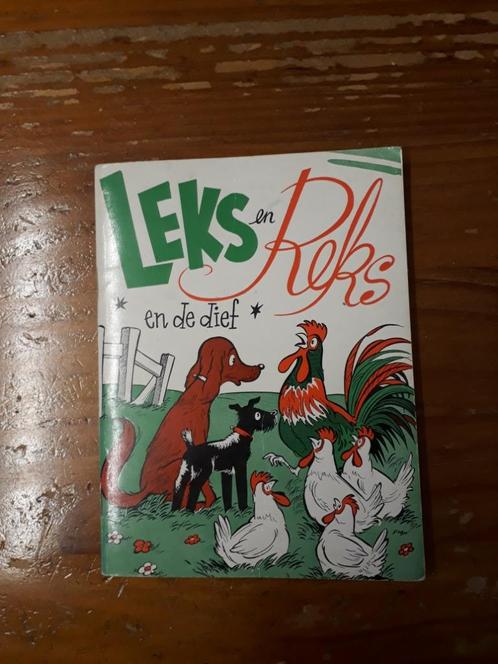 LEKS en Reks
* en de dief *